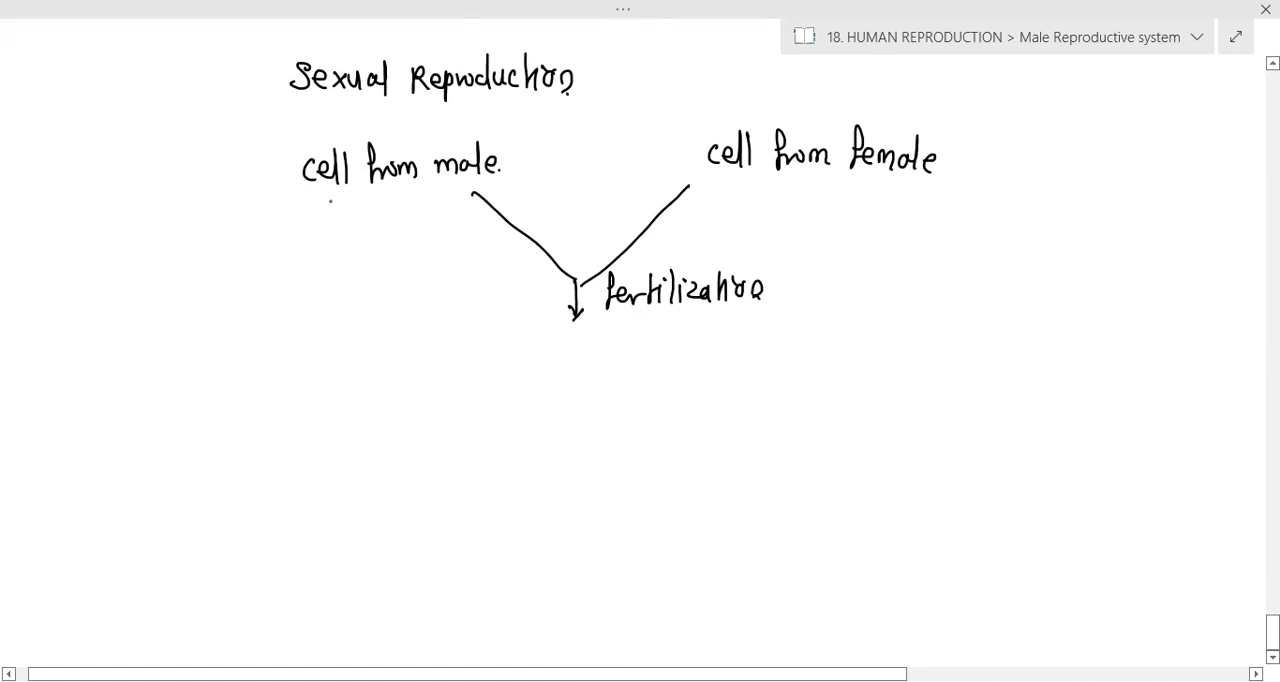 ...
18. HUMAN REPRODUCTION > Male Reproductive system
Sexual Reproduction
cell from male.
cell from female
fertilization